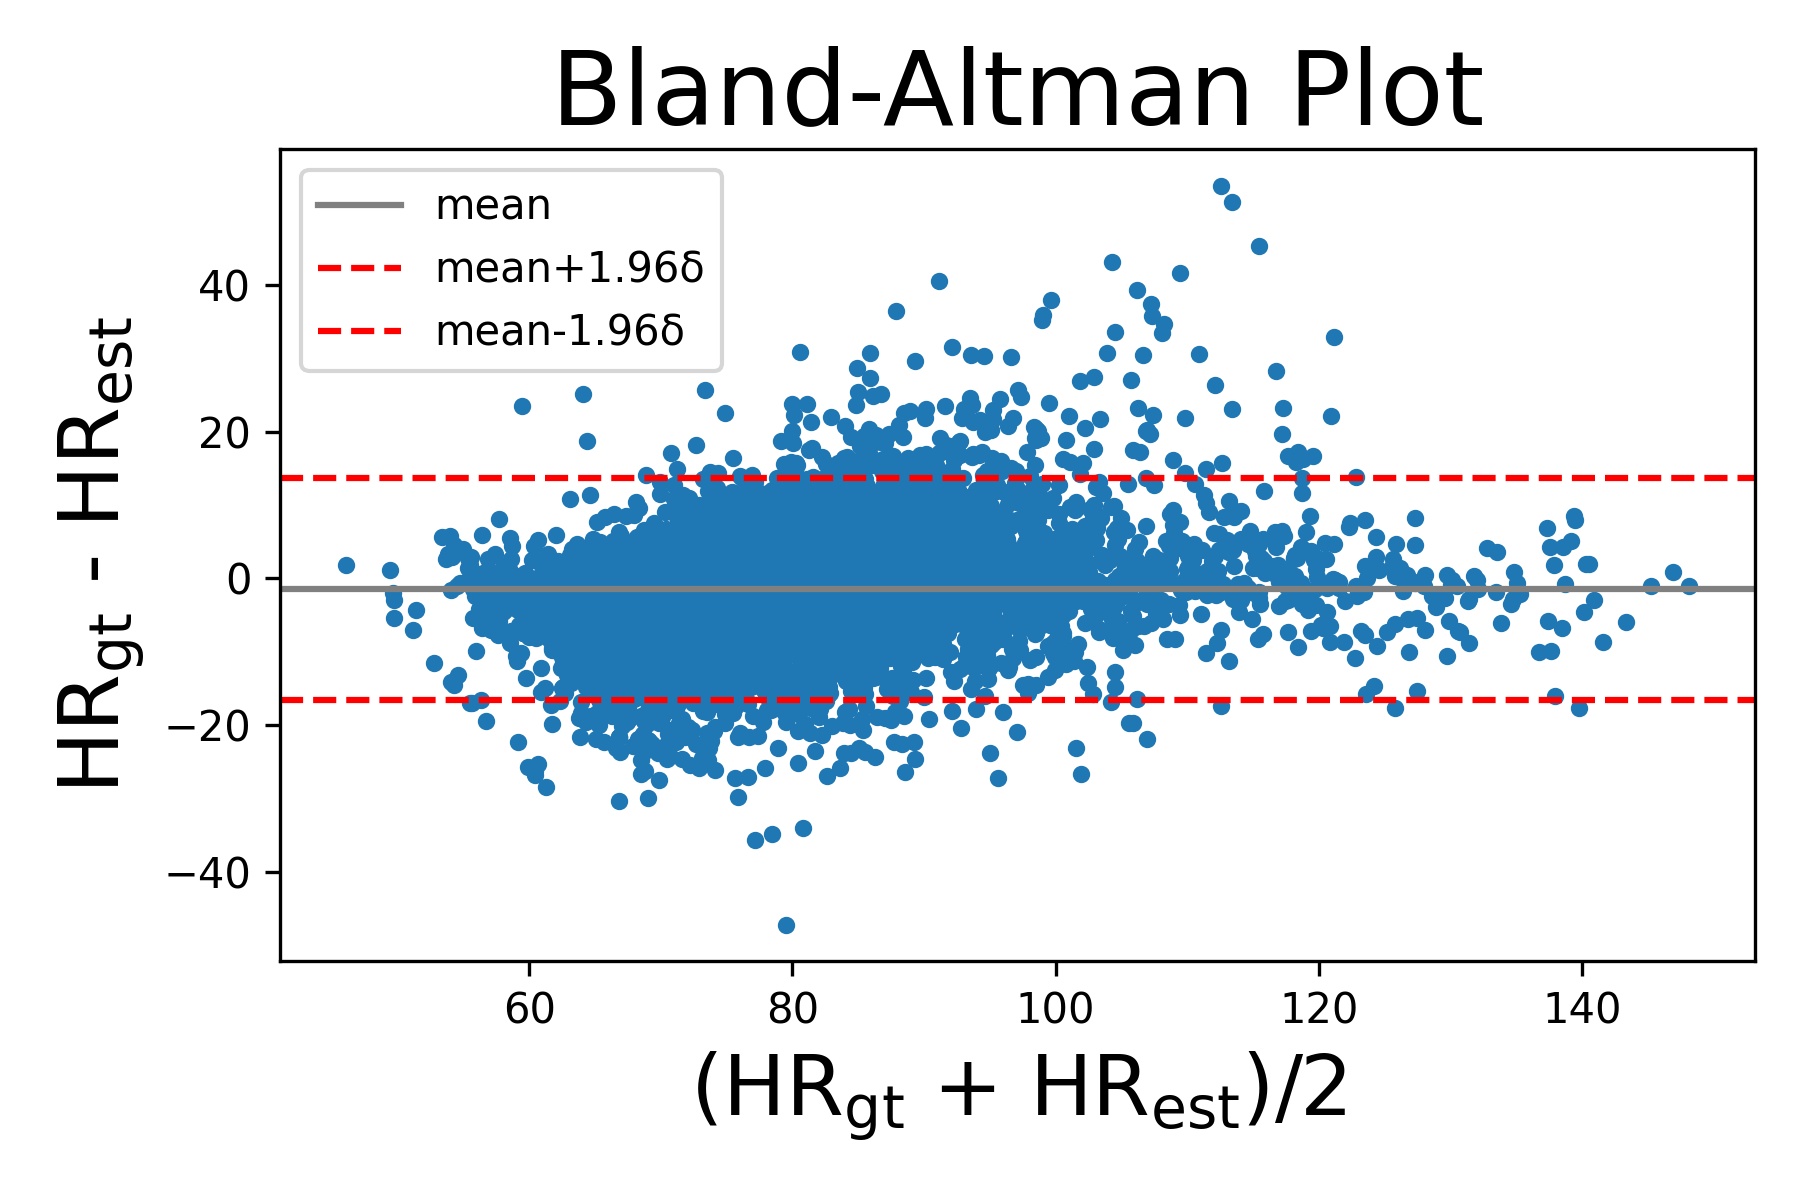 Bland-Altman Plot
mean
mean+1.96δ
mean-1.96δ
HRgt - HRest
40
20
0
−20
−40
60 80 100 120 140
(HRgt + HRest)/2